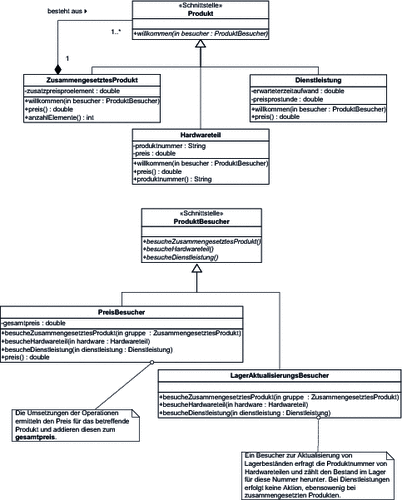 «Schnittstelle»
Produkt
+willkommen(in besucher : ProduktBesucher)
besteht aus
1..*
1
ZusammengesetztesProdukt
-zusatzpreisproelement : double
+willkommen(in besucher : ProduktBesucher)
+preis() : double
+anzahlElemente() : int
Dienstleistung
-erwarteterzeitaufwand : double
-preisprostunde : double
+willkommen(in besucher : ProduktBesucher)
+preis() : double
Hardwareteil
-produktnummer : String
-preis : double
+willkommen(in besucher : ProduktBesucher)
+preis() : double
+produktnummer() : String
«Schnittstelle»
ProduktBesucher
+besucheZusammengesetztesProdukt()
+besucheHardwareteil()
+besucheDienstleistung()
PreisBesucher
-gesamtpreis : double
+besucheZusammengesetztesProdukt(in gruppe : ZusammengesetztesProdukt)
+besucheHardwareteil(in hardware : Hardwareteil)
+besucheDienstleistung(in dienstleistung : Dienstleistung)
+preis() : double
LagerAktualisierungsBesucher
+besucheZusammengesetztesProdukt(in gruppe : ZusammengesetztesProdukt)
+besucheHardwareteil(in hardware : Hardwareteil)
+besucheDienstleistung(in dienstleistung : Dienstleistung)
Die Umsetzungen der Operationen
ermitteln den Preis für das betreffende
Produkt und addieren diesen zum
gesamtpreis.
Ein Besucher zur Aktualisierung von
Lagerbeständen erfragt die Produktnummer von
Hardwareteilen und zählt den Bestand im Lager
für diese Nummer herunter. Bei Dienstleistungen
erfolgt keine Aktion, ebensowenig bei
zusammengesetzten Produkten.